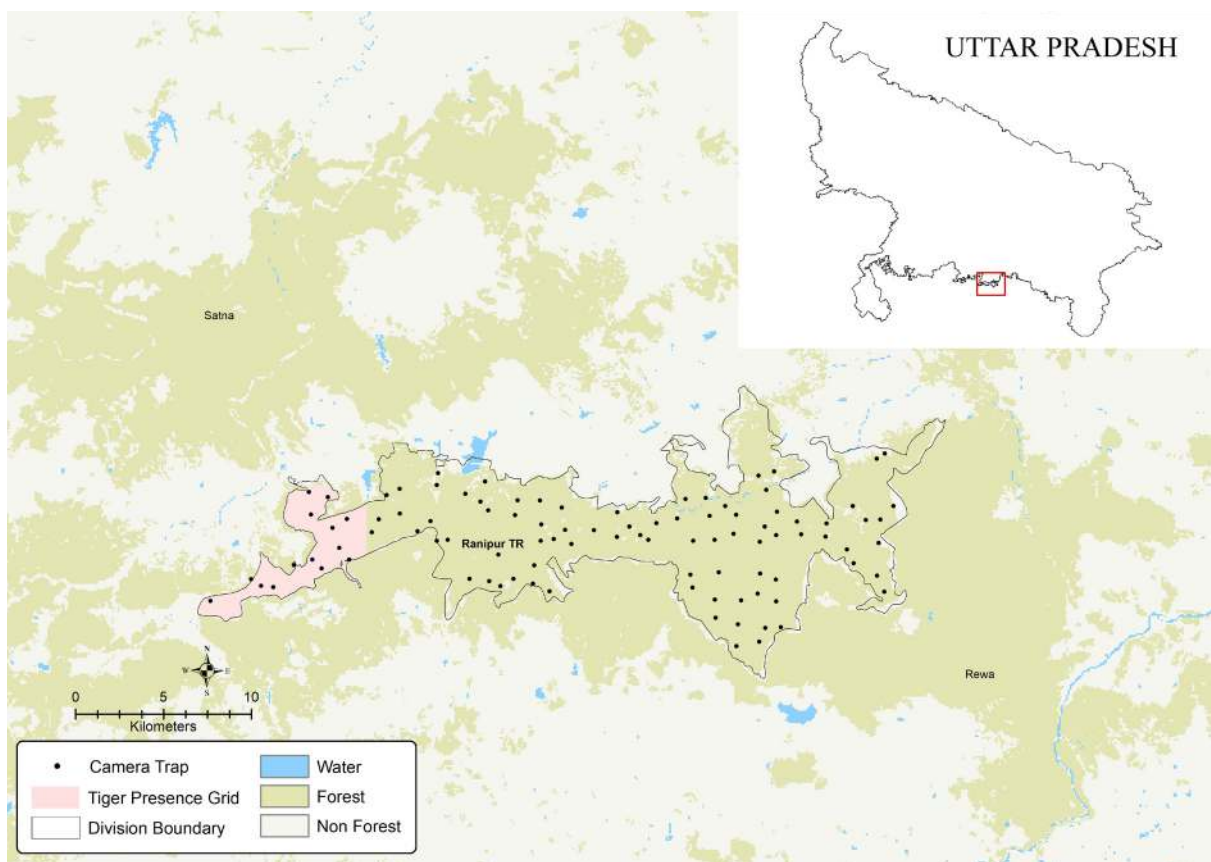 UTTAR PRADESH
Satna
Ranipur TR
Rewa
N
W E
S
0 5 10
Kilometers
Camera Trap
Tiger Presence Grid
Division Boundary
Water
Forest
Non Forest